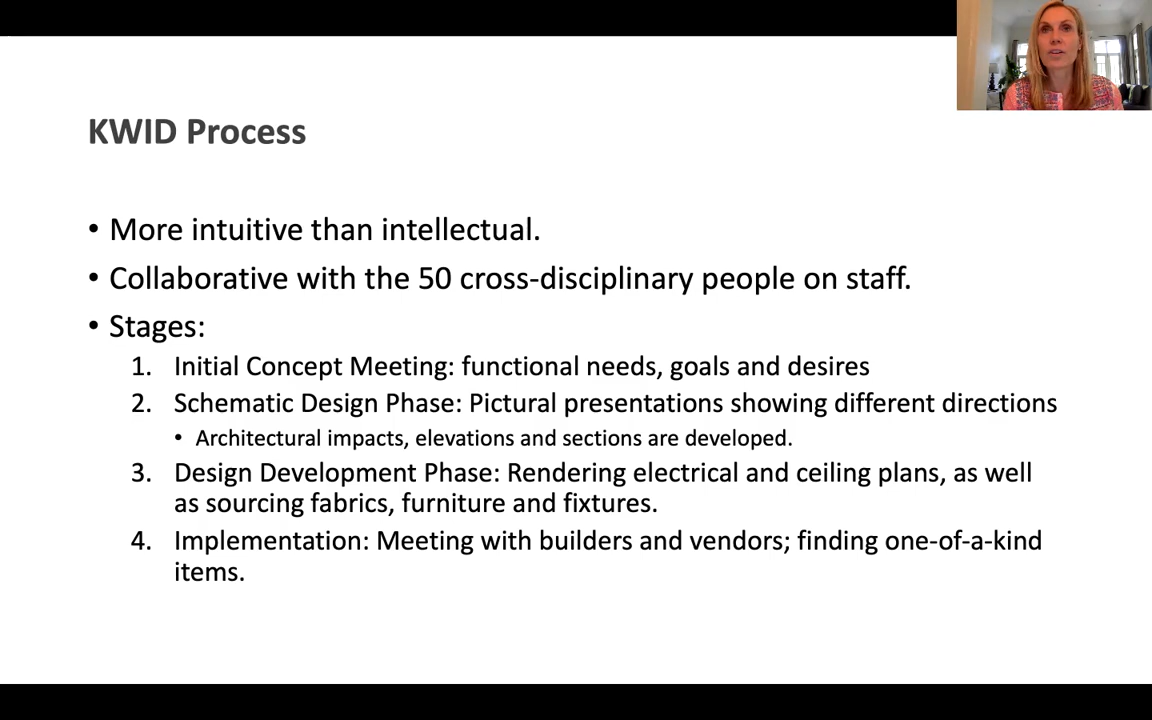 KWID Process
• More intuitive than intellectual.
• Collaborative with the 50 cross-disciplinary people on staff.
• Stages:
1. Initial Concept Meeting: functional needs, goals and desires
2. Schematic Design Phase: Pictural presentations showing different directions
• Architectural impacts, elevations and sections are developed.
3. Design Development Phase: Rendering electrical and ceiling plans, as well
as sourcing fabrics, furniture and fixtures.
4. Implementation: Meeting with builders and vendors; finding one-of-a-kind
items.